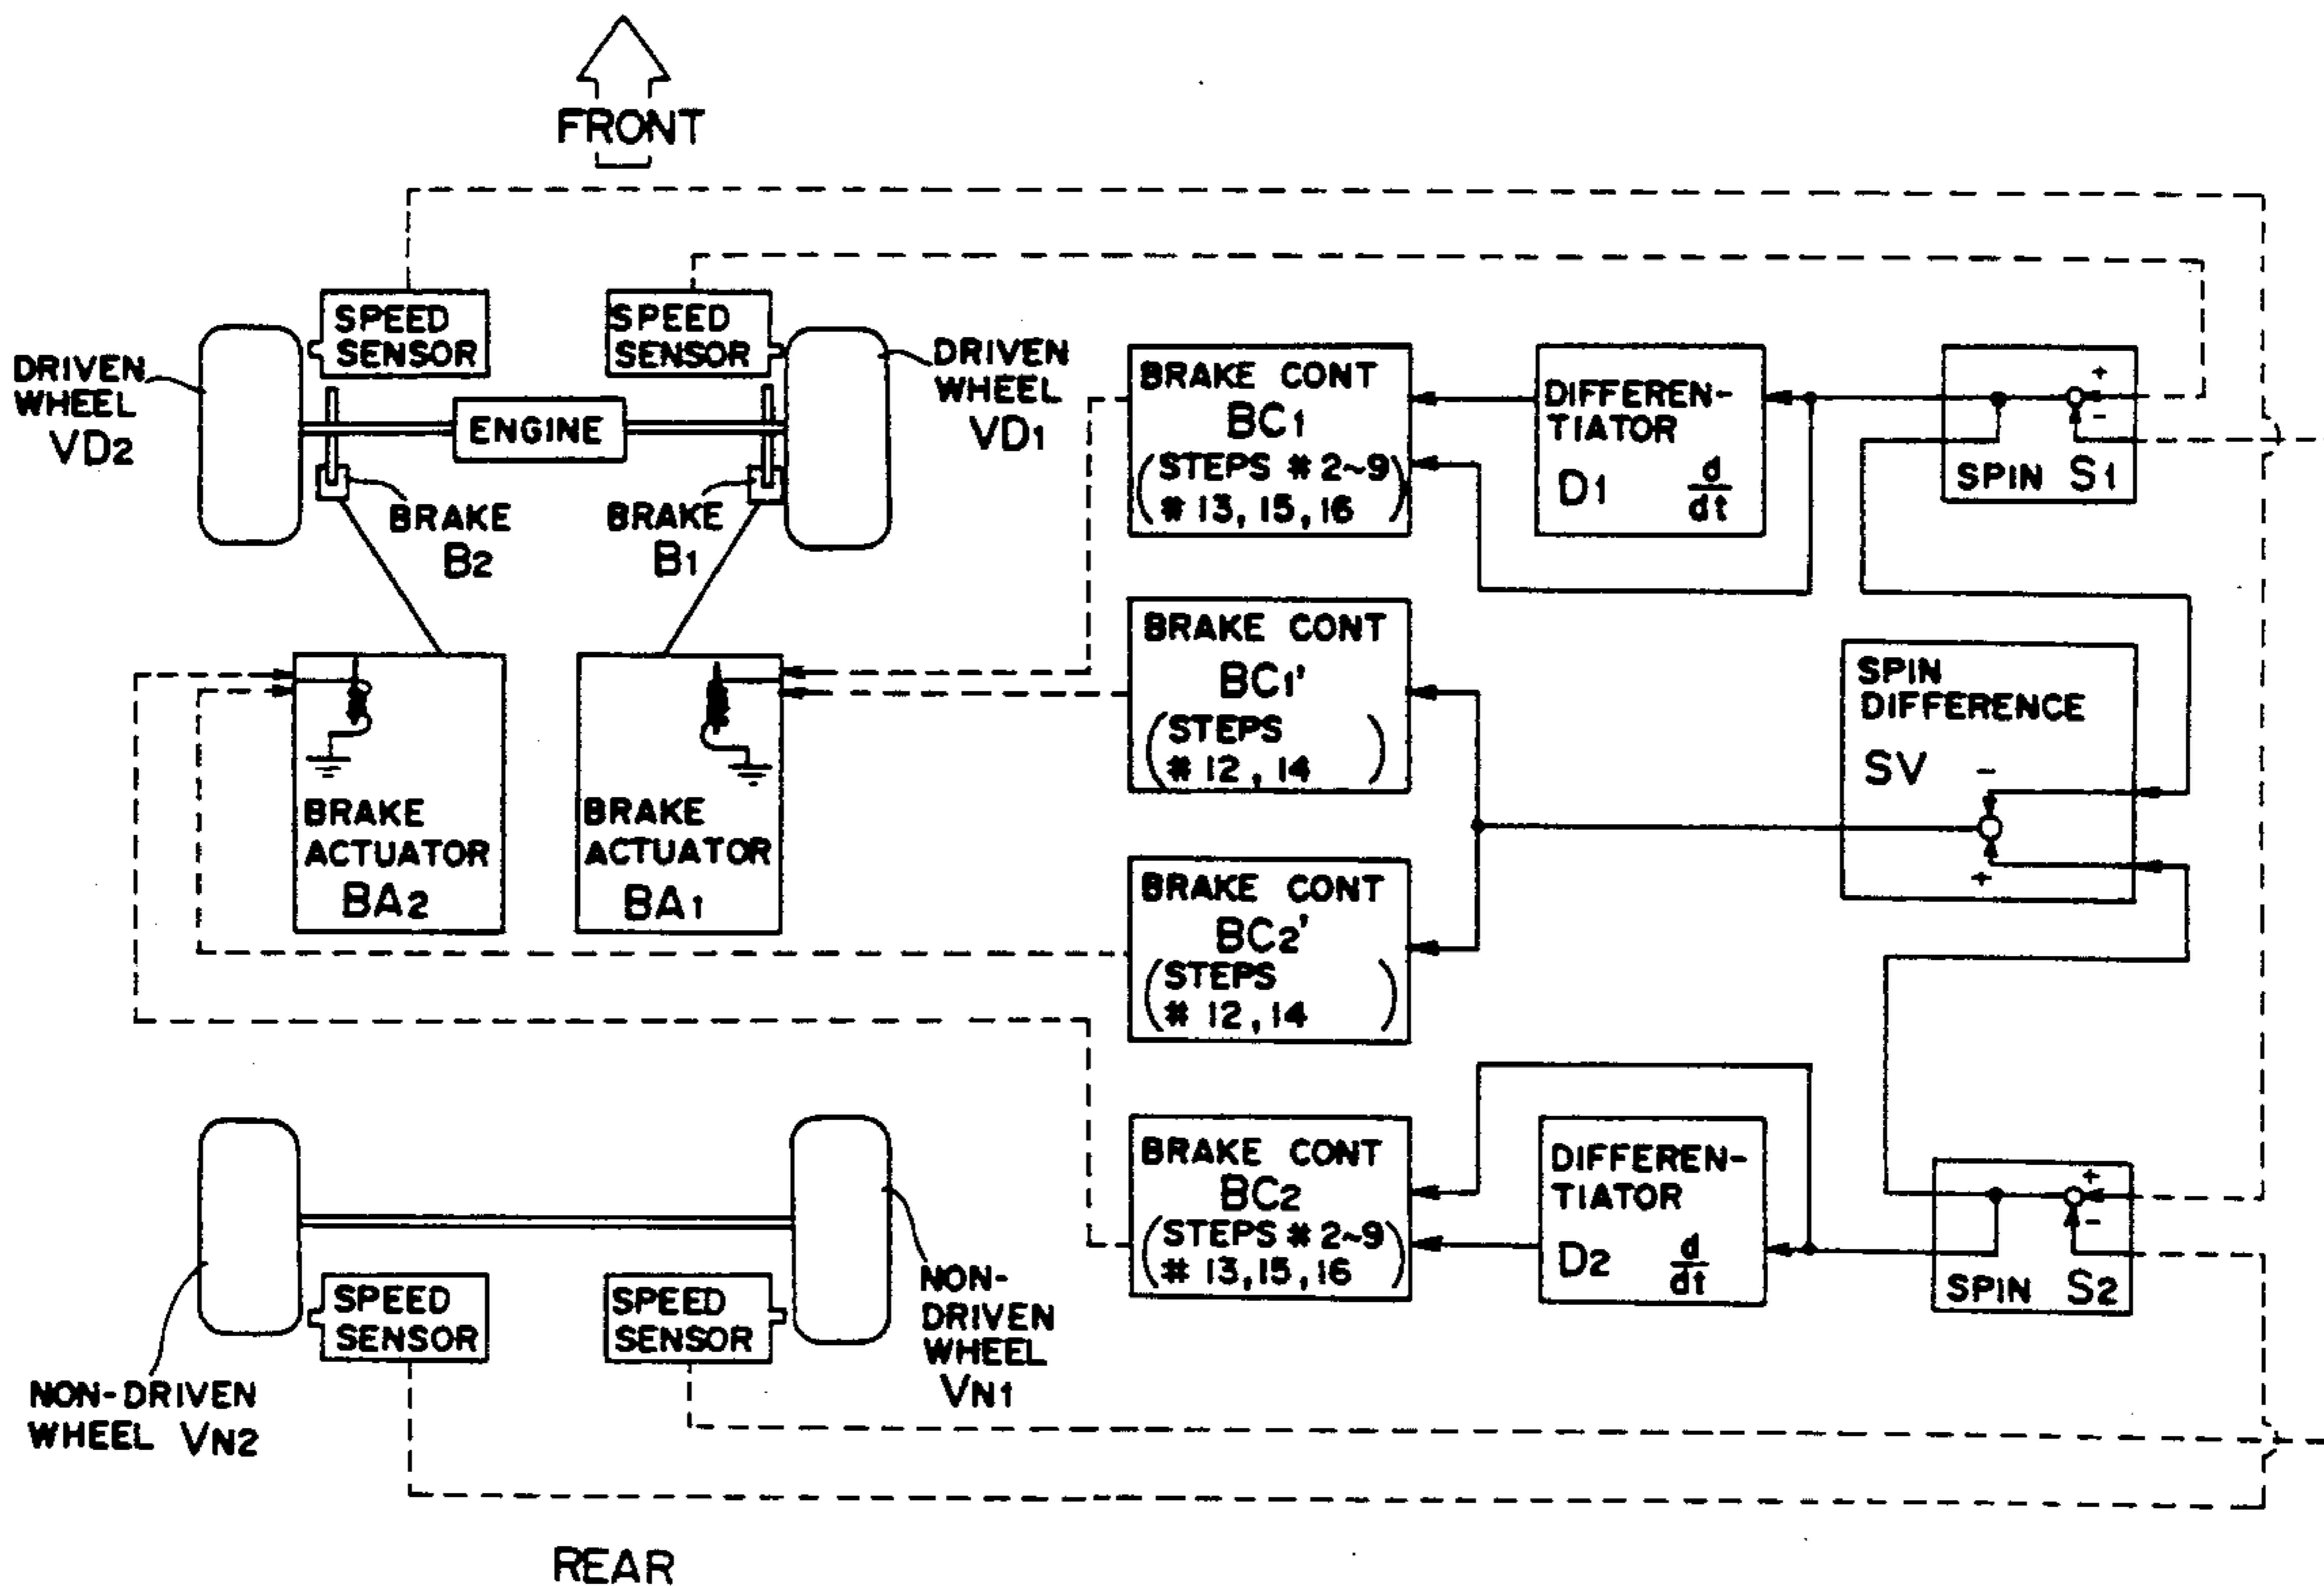 FRONT
SPEED
SENSOR
SPEED
SENSOR
DRIVEN
WHEEL
VD2
ENGINE
DRIVEN
WHEEL
VD1
BRAKE
B2
BRAKE
B1
BRAKE CONT
BC1
(STEPS #2~9
# 13, 15, 16)
DIFFEREN-
TIATOR
D1 d
dt
+
-
SPIN S1
BRAKE CONT
BC1'
(STEPS
# 12, 14)
SPIN
DIFFERENCE
SV -
+
BRAKE
ACTUATOR
BA2
BRAKE
ACTUATOR
BA1
BRAKE CONT
BC2'
(STEPS
# 12, 14)
BRAKE CONT
BC2
(STEPS #2~9
# 13, 15, 16)
DIFFEREN-
TIATOR
D2 d
dt
+
-
SPIN S2
SPEED
SENSOR
SPEED
SENSOR
NON-
DRIVEN
WHEEL
VN1
NON-DRIVEN
WHEEL VN2
REAR